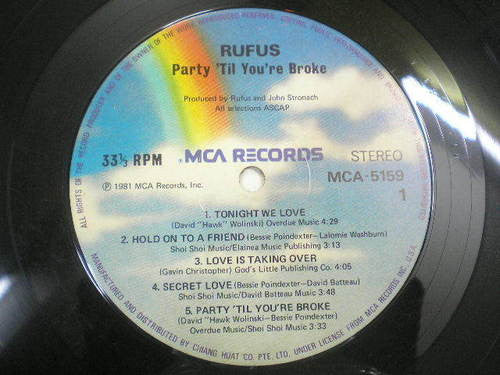 RUFUS
Party 'Til You're Broke
Produced by Rufus and John Stronach
All selections ASCAP
33⅓ RPM
MCA RECORDS
STEREO
MCA-5159
℗ 1981 MCA Records, Inc.
1
1. TONIGHT WE LOVE
(David "Hawk" Wolinski) Overdue Music 4:29
2. HOLD ON TO A FRIEND (Bessie Poindexter-Lalomie Washburn)
Shoi Shoi Music/Elainea Music Publishing 3:13
3. LOVE IS TAKING OVER
(Gavin Christopher) God's Little Publishing Co. 4:05
4. SECRET LOVE (Bessie Poindexter-David Batteau)
Shoi Shoi Music/David Batteau Music 3:48
5. PARTY 'TIL YOU'RE BROKE
(David "Hawk Wolinski-Bessie Poindexter)
Overdue Music/Shoi Shoi Music 3:33
ALL RIGHTS OF THE RECORD PRODUCER AND OF THE OWNER OF THE WORK REPRODUCED RESERVED. COPYING, PUBLIC PERFORMANCE AND
MANUFACTURED AND DISTRIBUTED BY CHIANG HUAT CO. PTE. LTD. UNDER LICENSE FROM MCA RECORDS INC. U.S.A.